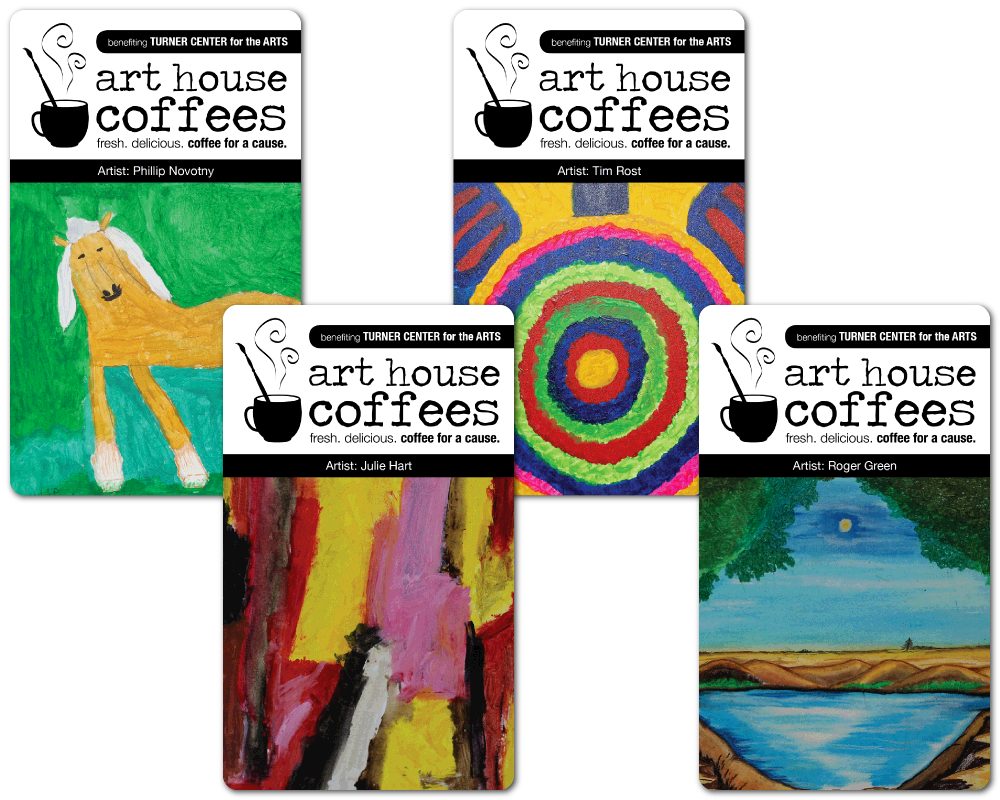 benefiting TURNER CENTER for the ARTS
art house
coffees
fresh. delicious. coffee for a cause.
Artist: Phillip Novotny
benefiting TURNER CENTER for the ARTS
art house
coffees
fresh. delicious. coffee for a cause.
Artist: Tim Rost
benefiting TURNER CENTER for the ARTS
art house
coffees
fresh. delicious. coffee for a cause.
Artist: Julie Hart
benefiting TURNER CENTER for the ARTS
art house
coffees
fresh. delicious. coffee for a cause.
Artist: Roger Green